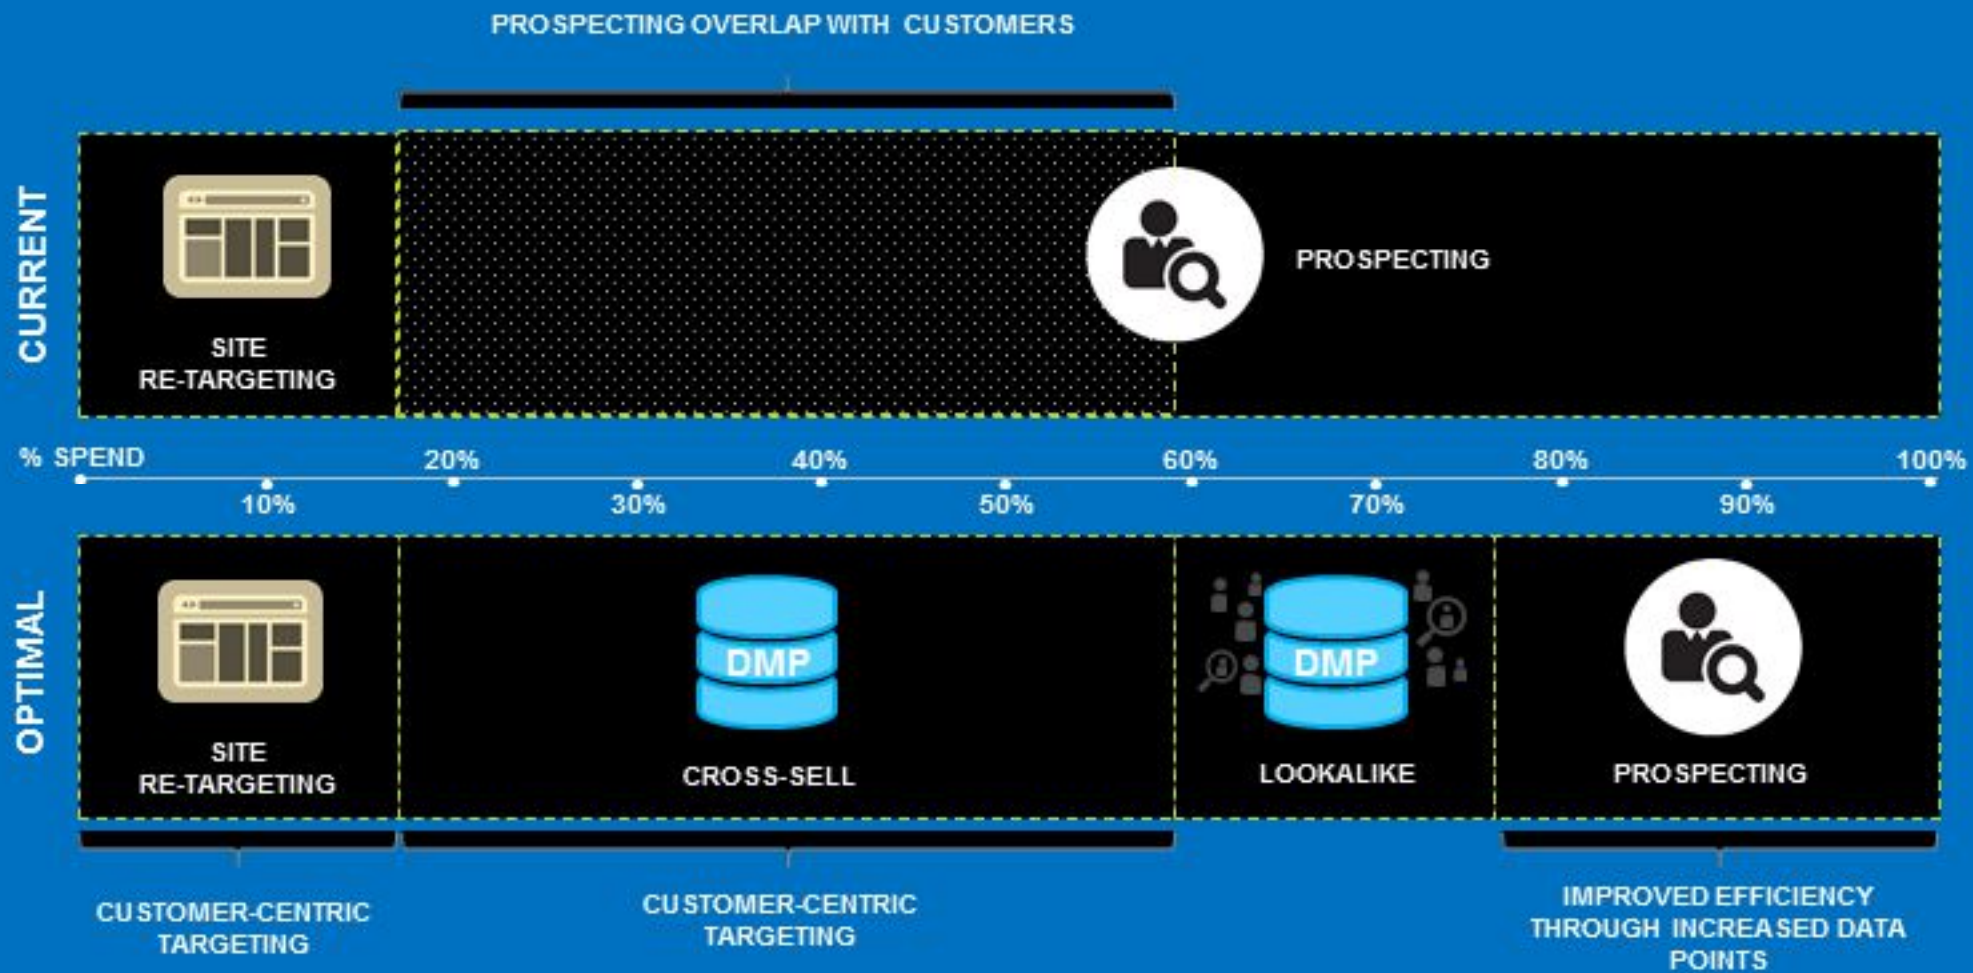 PROSPECTING OVERLAP WITH CUSTOMERS
CURRENT
SITE
RE-TARGETING
PROSPECTING
% SPEND
20%
40%
60%
80%
100%
10%
30%
50%
70%
90%
OPTIMAL
SITE
RE-TARGETING
DMP
CROSS-SELL
DMP
LOOKALIKE
PROSPECTING
CUSTOMER-CENTRIC
TARGETING
CUSTOMER-CENTRIC
TARGETING
IMPROVED EFFICIENCY
THROUGH INCREASED DATA
POINTS